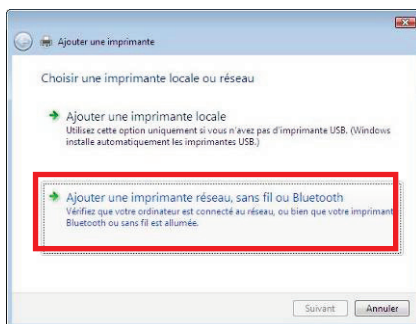 Ajouter une imprimante
Choisir une imprimante locale ou réseau
Ajouter une imprimante locale
Utilisez cette option uniquement si vous n'avez pas d'imprimante USB. (Windows
installe automatiquement les imprimantes USB.)
Ajouter une imprimante réseau, sans fil ou Bluetooth
Vérifiez que votre ordinateur est connecté au réseau, ou bien que votre imprimant
Bluetooth ou sans fil est allumée.
Suivant Annuler